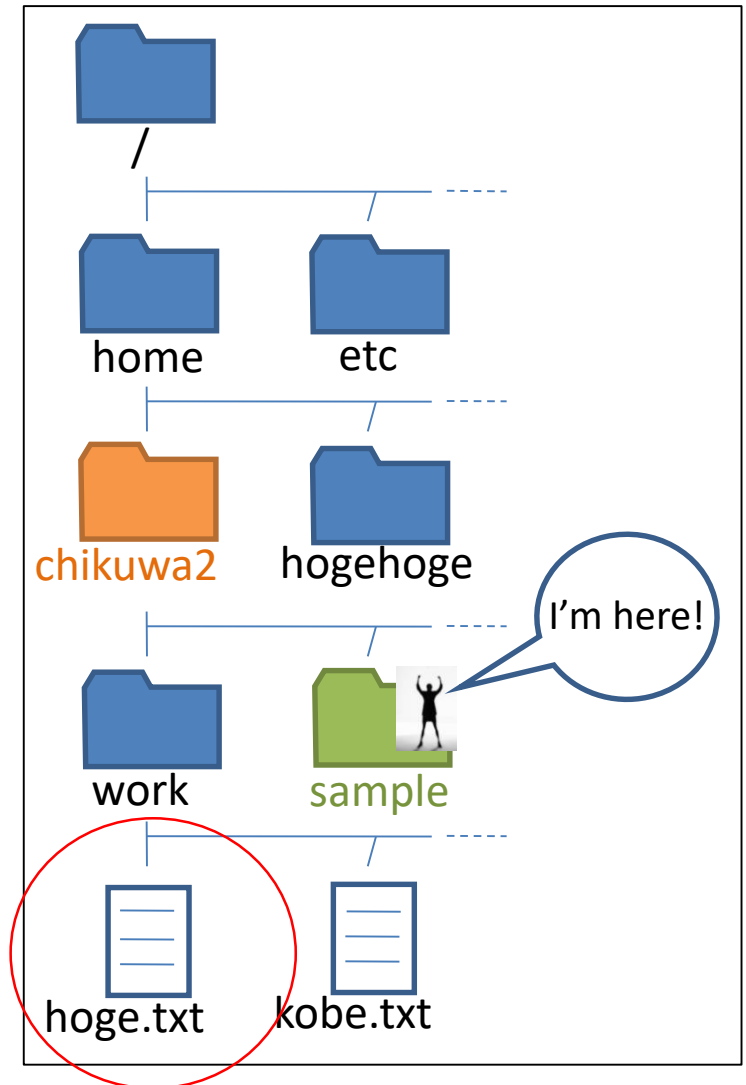 /
home
etc
chikuwa2
hogehoge
I'm here!
work
sample
hoge.txt
kobe.txt